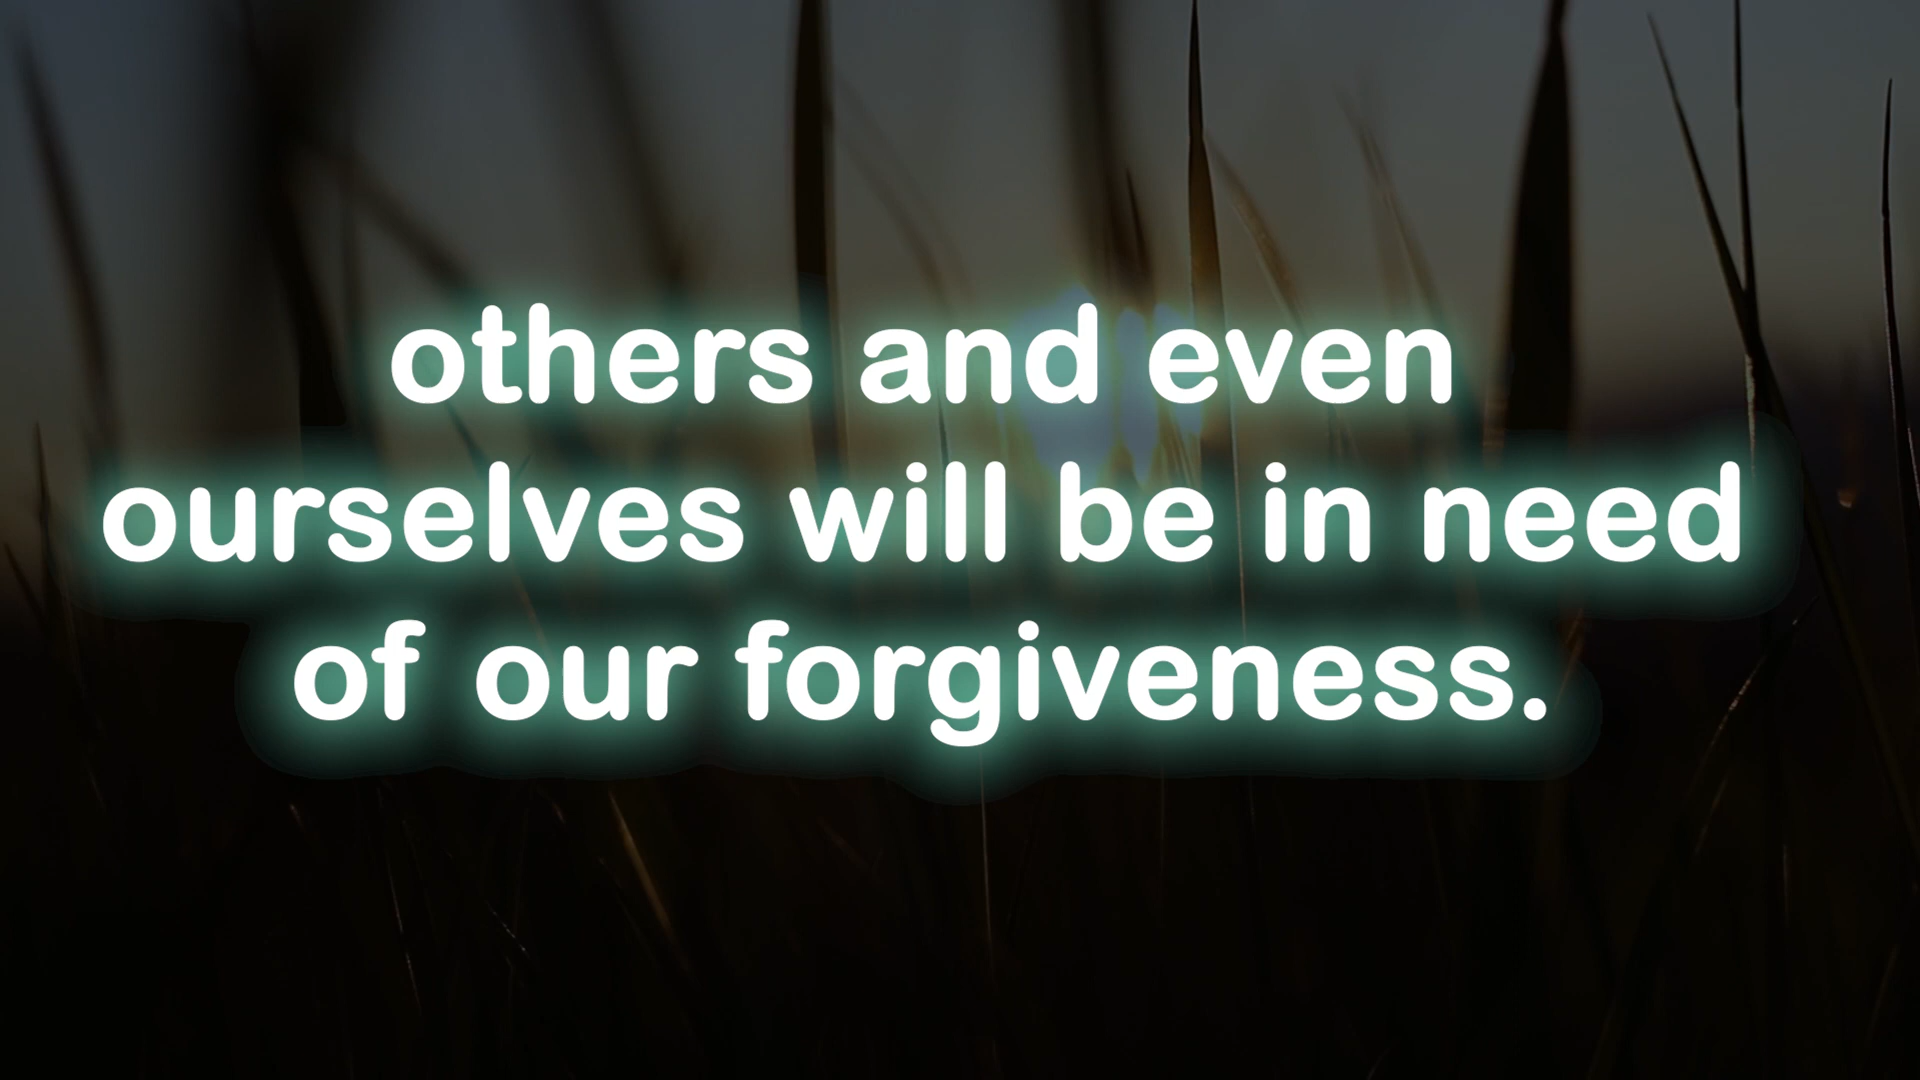 others and even
ourselves will be in need
of our forgiveness.